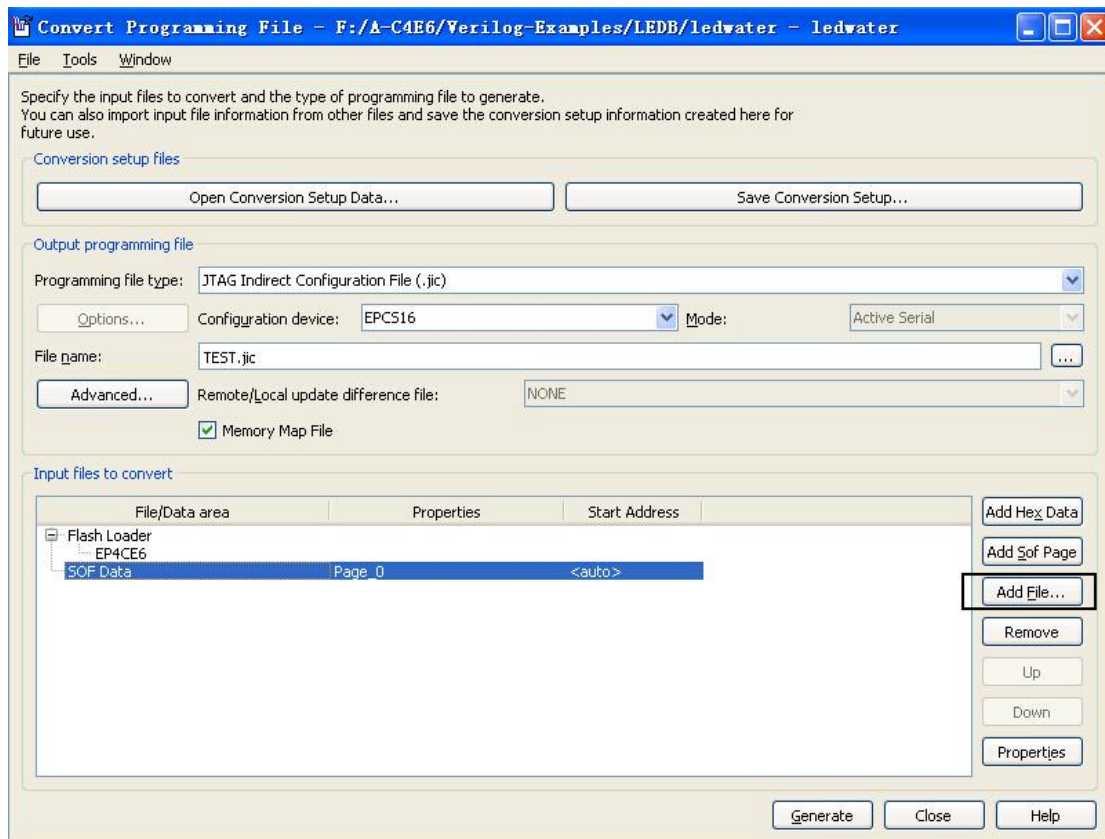 Convert Programming File - F:/A-C4E6/Verilog-Examples/LEDB/ledwater - ledwater
File Tools Window
Specify the input files to convert and the type of programming file to generate.
You can also import input file information from other files and save the conversion setup information created here for
future use.
Conversion setup files
Open Conversion Setup Data... Save Conversion Setup...
Output programming file
Programming file type: JTAG Indirect Configuration File (.jic)
Options... Configuration device: EPCS16 Mode: Active Serial
File name: TEST.jic ...
Advanced... Remote/Local update difference file: NONE
Memory Map File
Input files to convert
File/Data area Properties Start Address
Flash Loader
EP4CE6
SOF Data Page_0 <auto>
Add Hex Data
Add Sof Page
Add File...
Remove
Up
Down
Properties
Generate Close Help